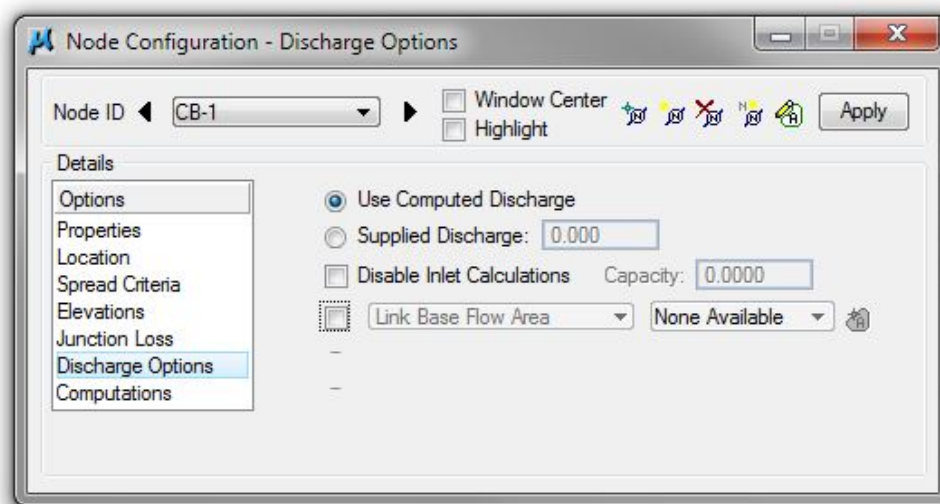 Node Configuration - Discharge Options
Node ID CB-1 Window Center Apply
Highlight
Details
Options
Properties
Location
Spread Criteria
Elevations
Junction Loss
Discharge Options
Computations
Use Computed Discharge
Supplied Discharge: 0.000
Disable Inlet Calculations Capacity: 0.0000
Link Base Flow Area None Available